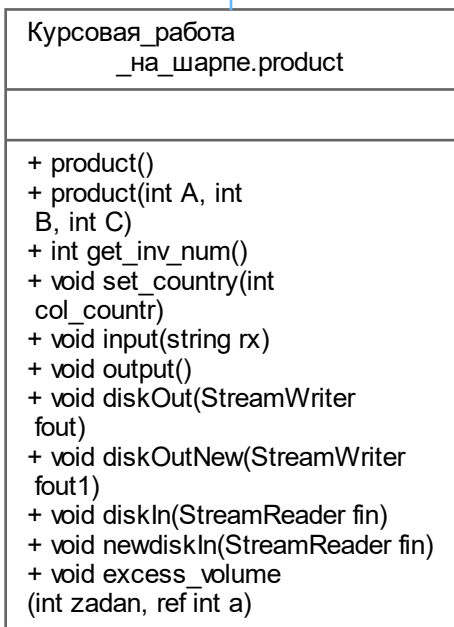 Курсовая_работа
_на_шарпе.product
+ product()
+ product(int A, int
B, int C)
+ int get_inv_num()
+ void set_country(int
col_countr)
+ void input(string rx)
+ void output()
+ void diskOut(StreamWriter
fout)
+ void diskOutNew(StreamWriter
fout1)
+ void diskIn(StreamReader fin)
+ void newdiskIn(StreamReader fin)
+ void excess_volume
(int zadan, ref int a)